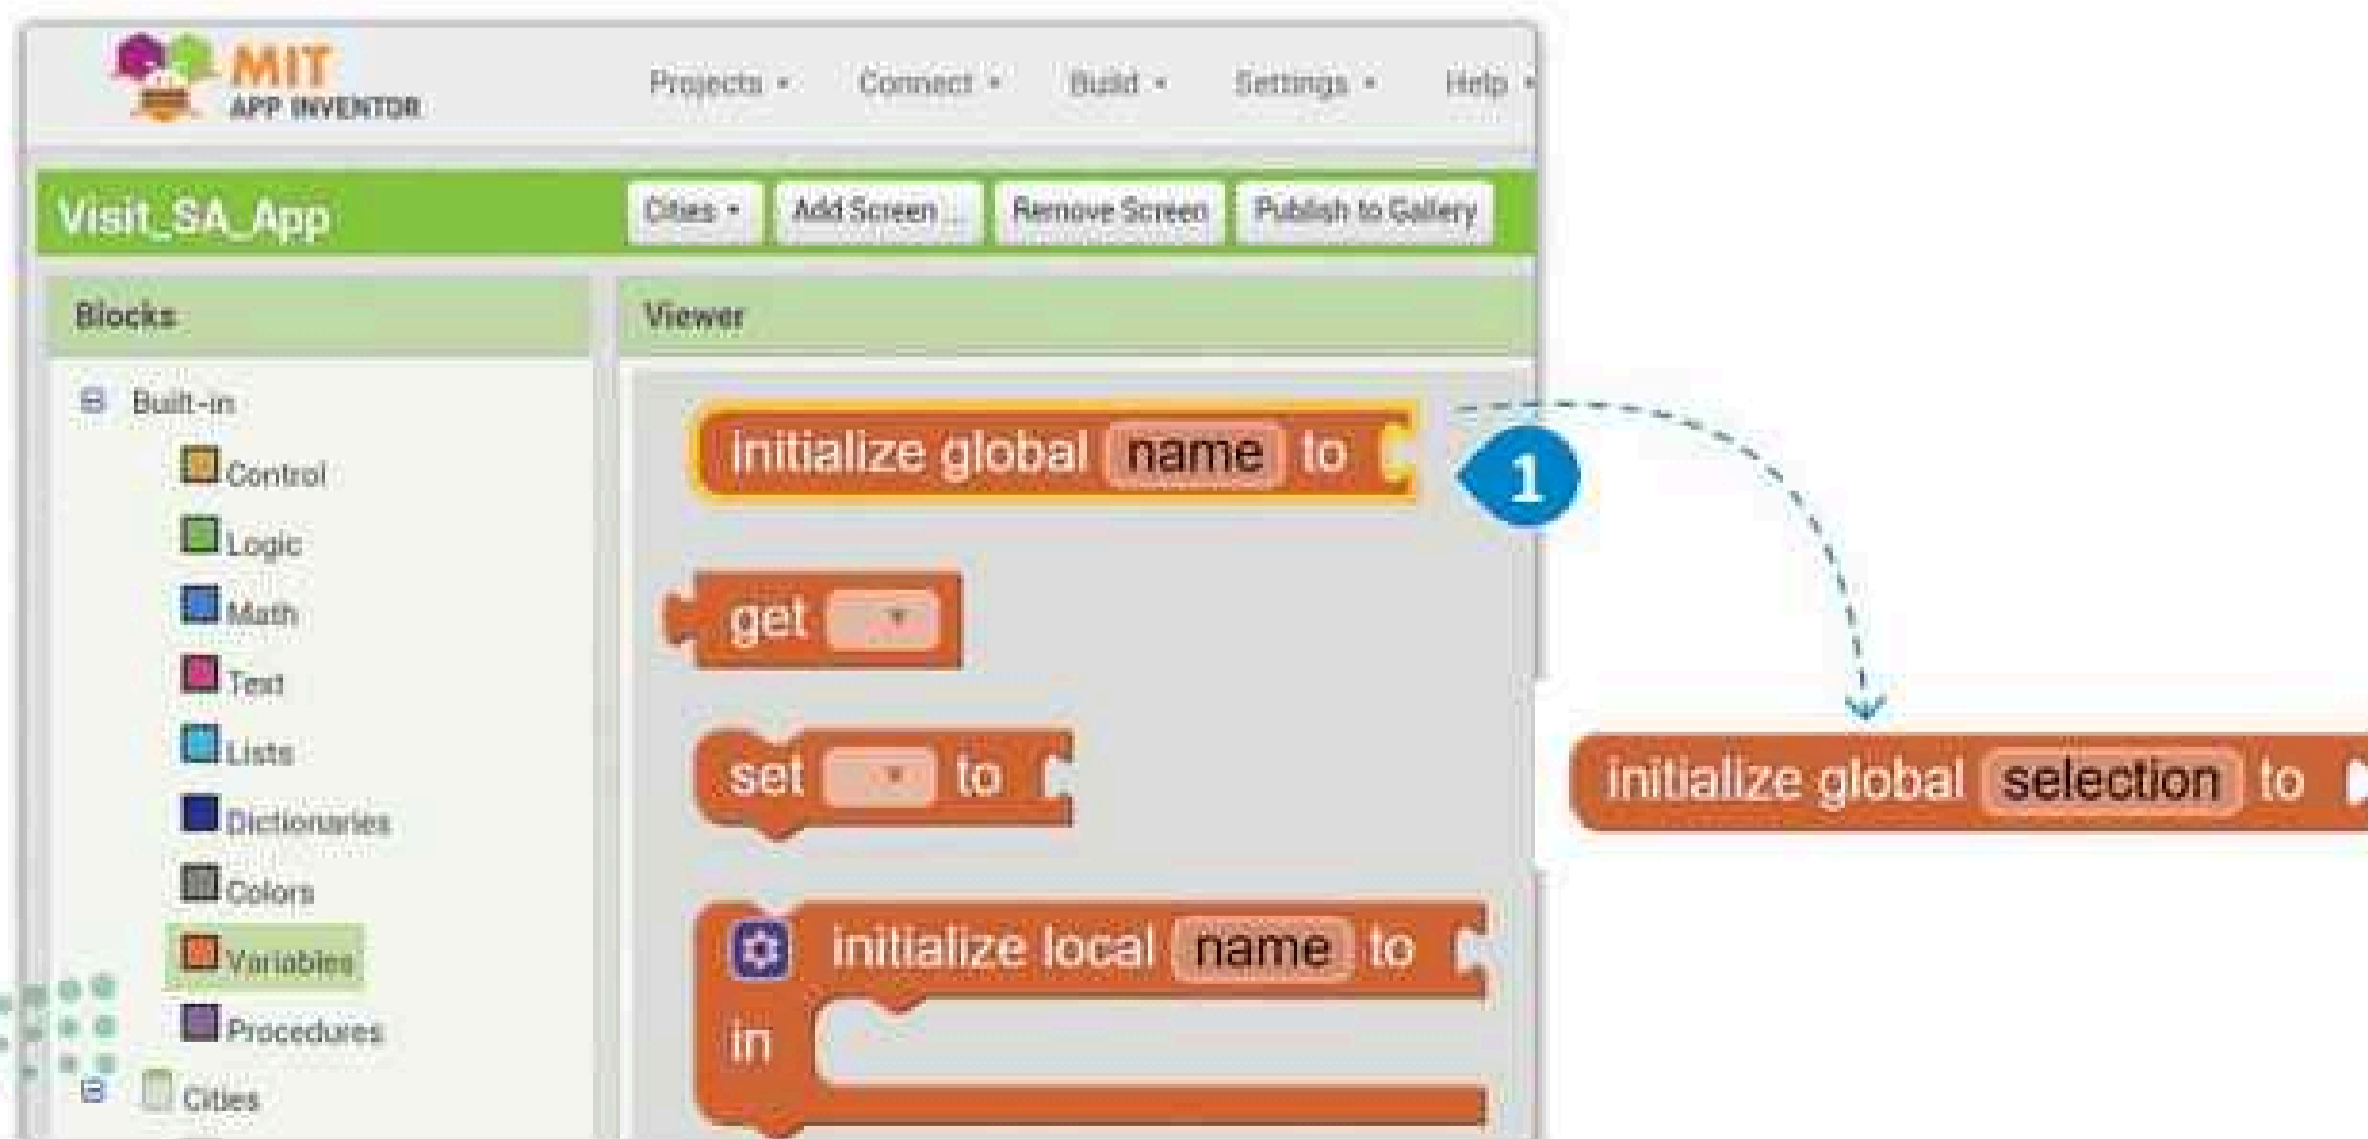 MIT
APP INVENTOR
Projects Connect Build Settings Help
Visit_SA_App
Cities Add Screen ... Remove Screen Publish to Gallery
Blocks
Viewer
Built-in
Control
Logic
Math
Text
Lists
Dictionaries
Colors
Variables
Procedures
Cities
initialize global name to
1
get
set to
initialize local name to
in
initialize global selection to